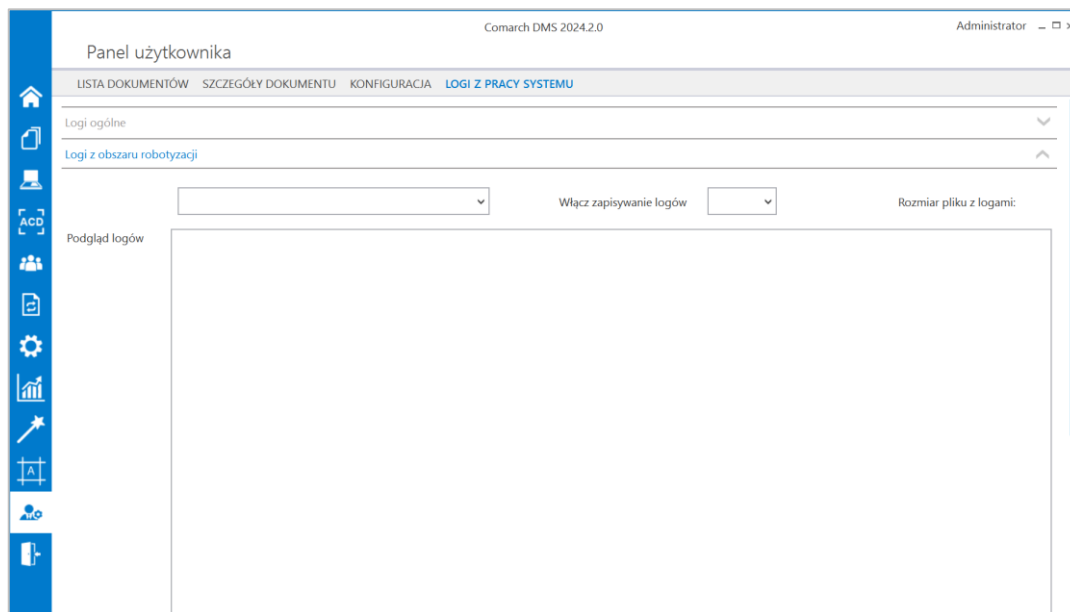 Comarch DMS 2024.2.0
Administrator
Panel użytkownika
LISTA DOKUMENTÓW SZCZEGÓŁY DOKUMENTU KONFIGURACJA LOGI Z PRACY SYSTEMU
Logi ogólne
Logi z obszaru robotyzacji
Włącz zapisywanie logów
Rozmiar pliku z logami:
Podgląd logów
ACD
A